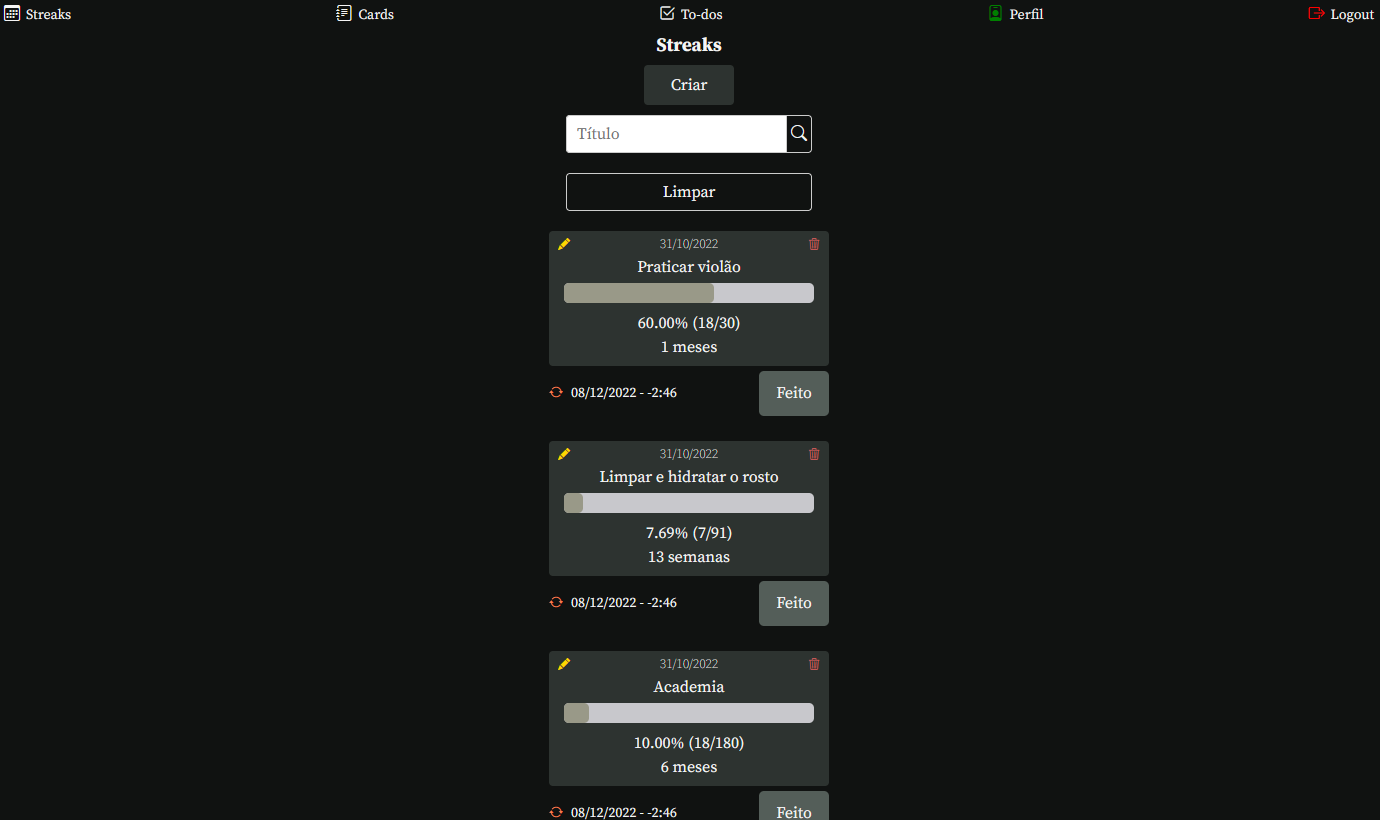 Streaks
Cards
To-dos
Perfil
Logout
Streaks
Criar
Título
Limpar
31/10/2022
Praticar violão
60.00% (18/30)
1 meses
08/12/2022 - -2:46
Feito
31/10/2022
Limpar e hidratar o rosto
7.69% (7/91)
13 semanas
08/12/2022 - -2:46
Feito
31/10/2022
Academia
10.00% (18/180)
6 meses
08/12/2022 - -2:46
Feito